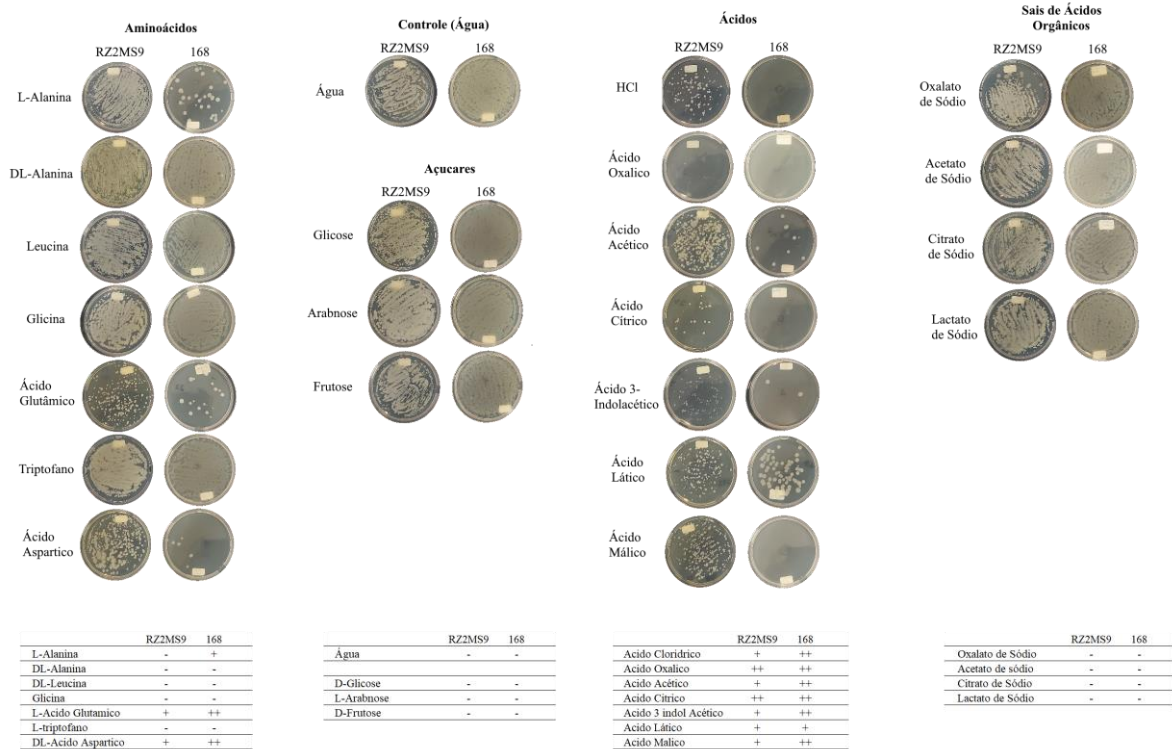 Aminoácidos
RZ2MS9 168
L-Alanina
DL-Alanina
Leucina
Glicina
Ácido
Glutâmico
Triptofano
Ácido
Aspartico
Controle (Água)
RZ2MS9 168
Água
Açucares
RZ2MS9 168
Glicose
Arabnose
Frutose
Ácidos
RZ2MS9 168
HCl
Ácido
Oxalico
Ácido
Acético
Ácido
Cítrico
Ácido 3-
Indolacético
Ácido
Lático
Ácido
Málico
Sais de Ácidos
Orgânicos
RZ2MS9 168
Oxalato
de Sódio
Acetato
de Sódio
Citrato
de Sódio
Lactato
de Sódio
RZ2MS9 168
L-Alanina - +
DL-Alanina - -
DL-Leucina - -
Glicina - -
L-Acido Glutamico + ++
L-triptofano - -
DL-Acido Aspartico + ++
RZ2MS9 168
Água - -
D-Glicose - -
L-Arabnose - -
D-Frutose - -
RZ2MS9 168
Acido Cloridrico + ++
Acido Oxalico ++ ++
Acido Acético + ++
Acido Citrico ++ ++
Acido 3 indol Acético + ++
Acido Lático + +
Acido Malico + ++
RZ2MS9 168
Oxalato de Sódio - -
Acetato de sódio - -
Citrato de Sódio - -
Lactato de Sódio - -